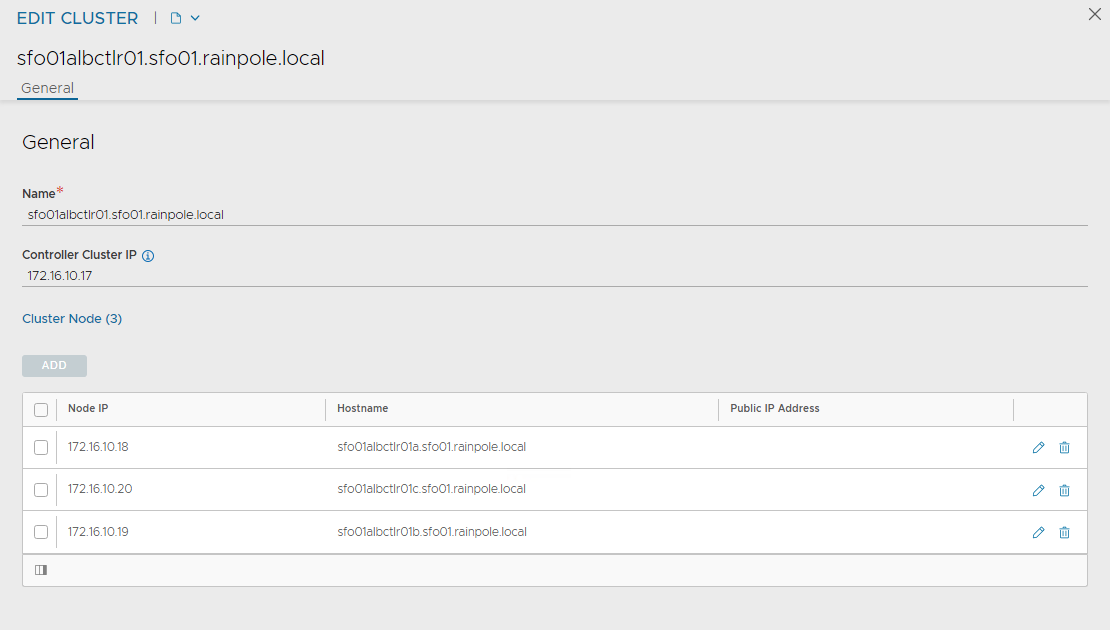 EDIT CLUSTER
sfo01albctlr01.sfo01.rainpole.local
General
General
Name*
sfo01albctlr01.sfo01.rainpole.local
Controller Cluster IP
172.16.10.17
Cluster Node (3)
ADD
Node IP Hostname Public IP Address
172.16.10.18 sfo01albctlr01a.sfo01.rainpole.local
172.16.10.20 sfo01albctlr01c.sfo01.rainpole.local
172.16.10.19 sfo01albctlr01b.sfo01.rainpole.local